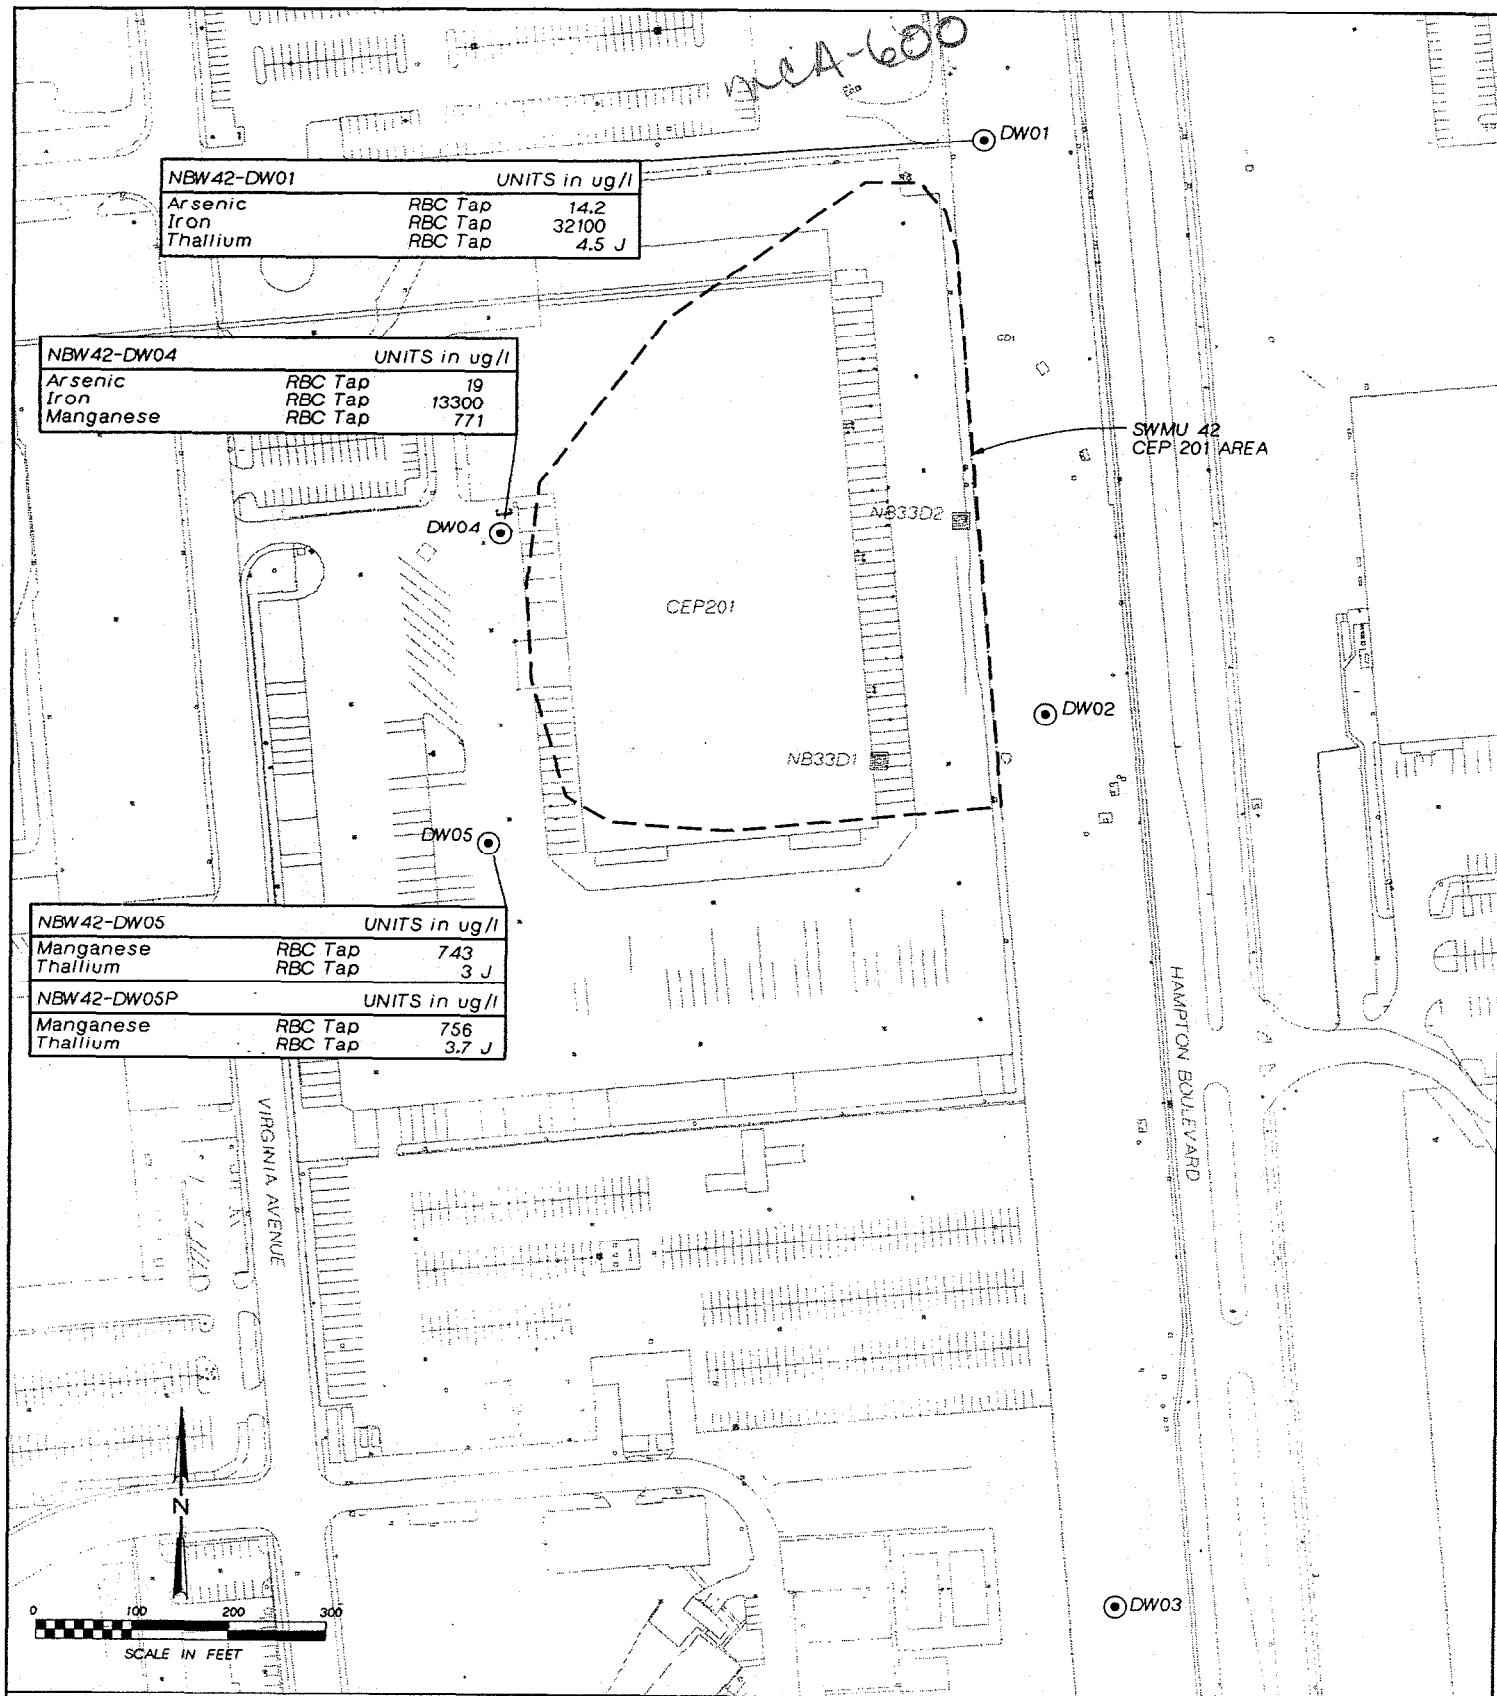 mCA-600
DW01
NBW42-DW01 UNITS in ug/l
Arsenic RBC Tap 14.2
Iron RBC Tap 32100
Thallium RBC Tap 4.5 J
NBW42-DW04 UNITS in ug/l
Arsenic RBC Tap 19
Iron RBC Tap 13300
Manganese RBC Tap 771
GD1
SWMU 42
CEP 201 AREA
NB33D2
DW04
CEP201
DW02
NB33D1
DW05
NBW42-DW05 UNITS in ug/l
Manganese RBC Tap 743
Thallium RBC Tap 3 J
NBW42-DW05P UNITS in ug/l
Manganese RBC Tap 756
Thallium RBC Tap 3.7 J
HAMPTON BOULEVARD
VIRGINIA AVENUE
N
0 100 200 300
SCALE IN FEET
DW03